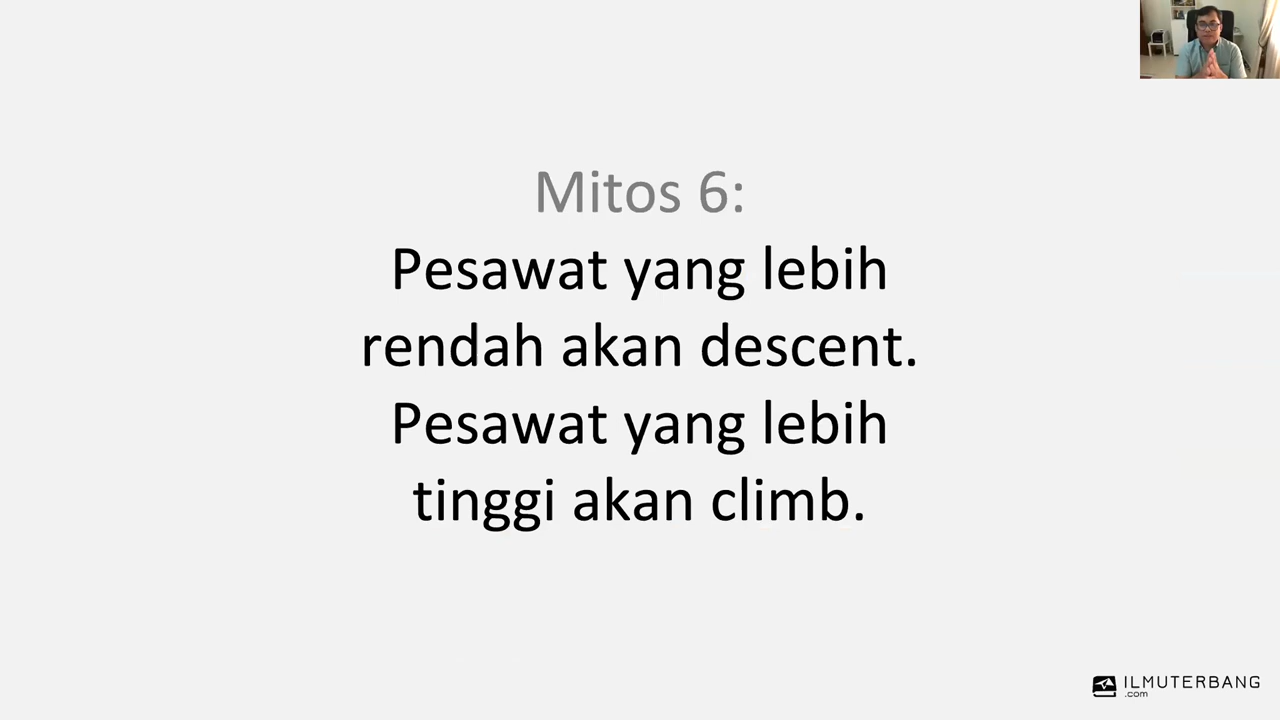 Mitos 6:
Pesawat yang lebih
rendah akan descent.
Pesawat yang lebih
tinggi akan climb.
ILMUTERBANG
.com